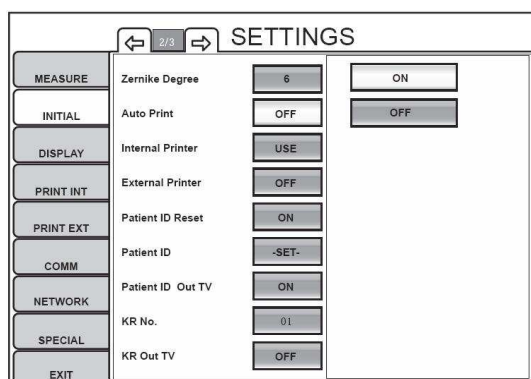 2/3 SETTINGS
MEASURE
INITIAL
DISPLAY
PRINT INT
PRINT EXT
COMM
NETWORK
SPECIAL
EXIT
Zernike Degree 6
Auto Print OFF
Internal Printer USE
External Printer OFF
Patient ID Reset ON
Patient ID -SET-
Patient ID Out TV ON
KR No. 01
KR Out TV OFF
ON
OFF